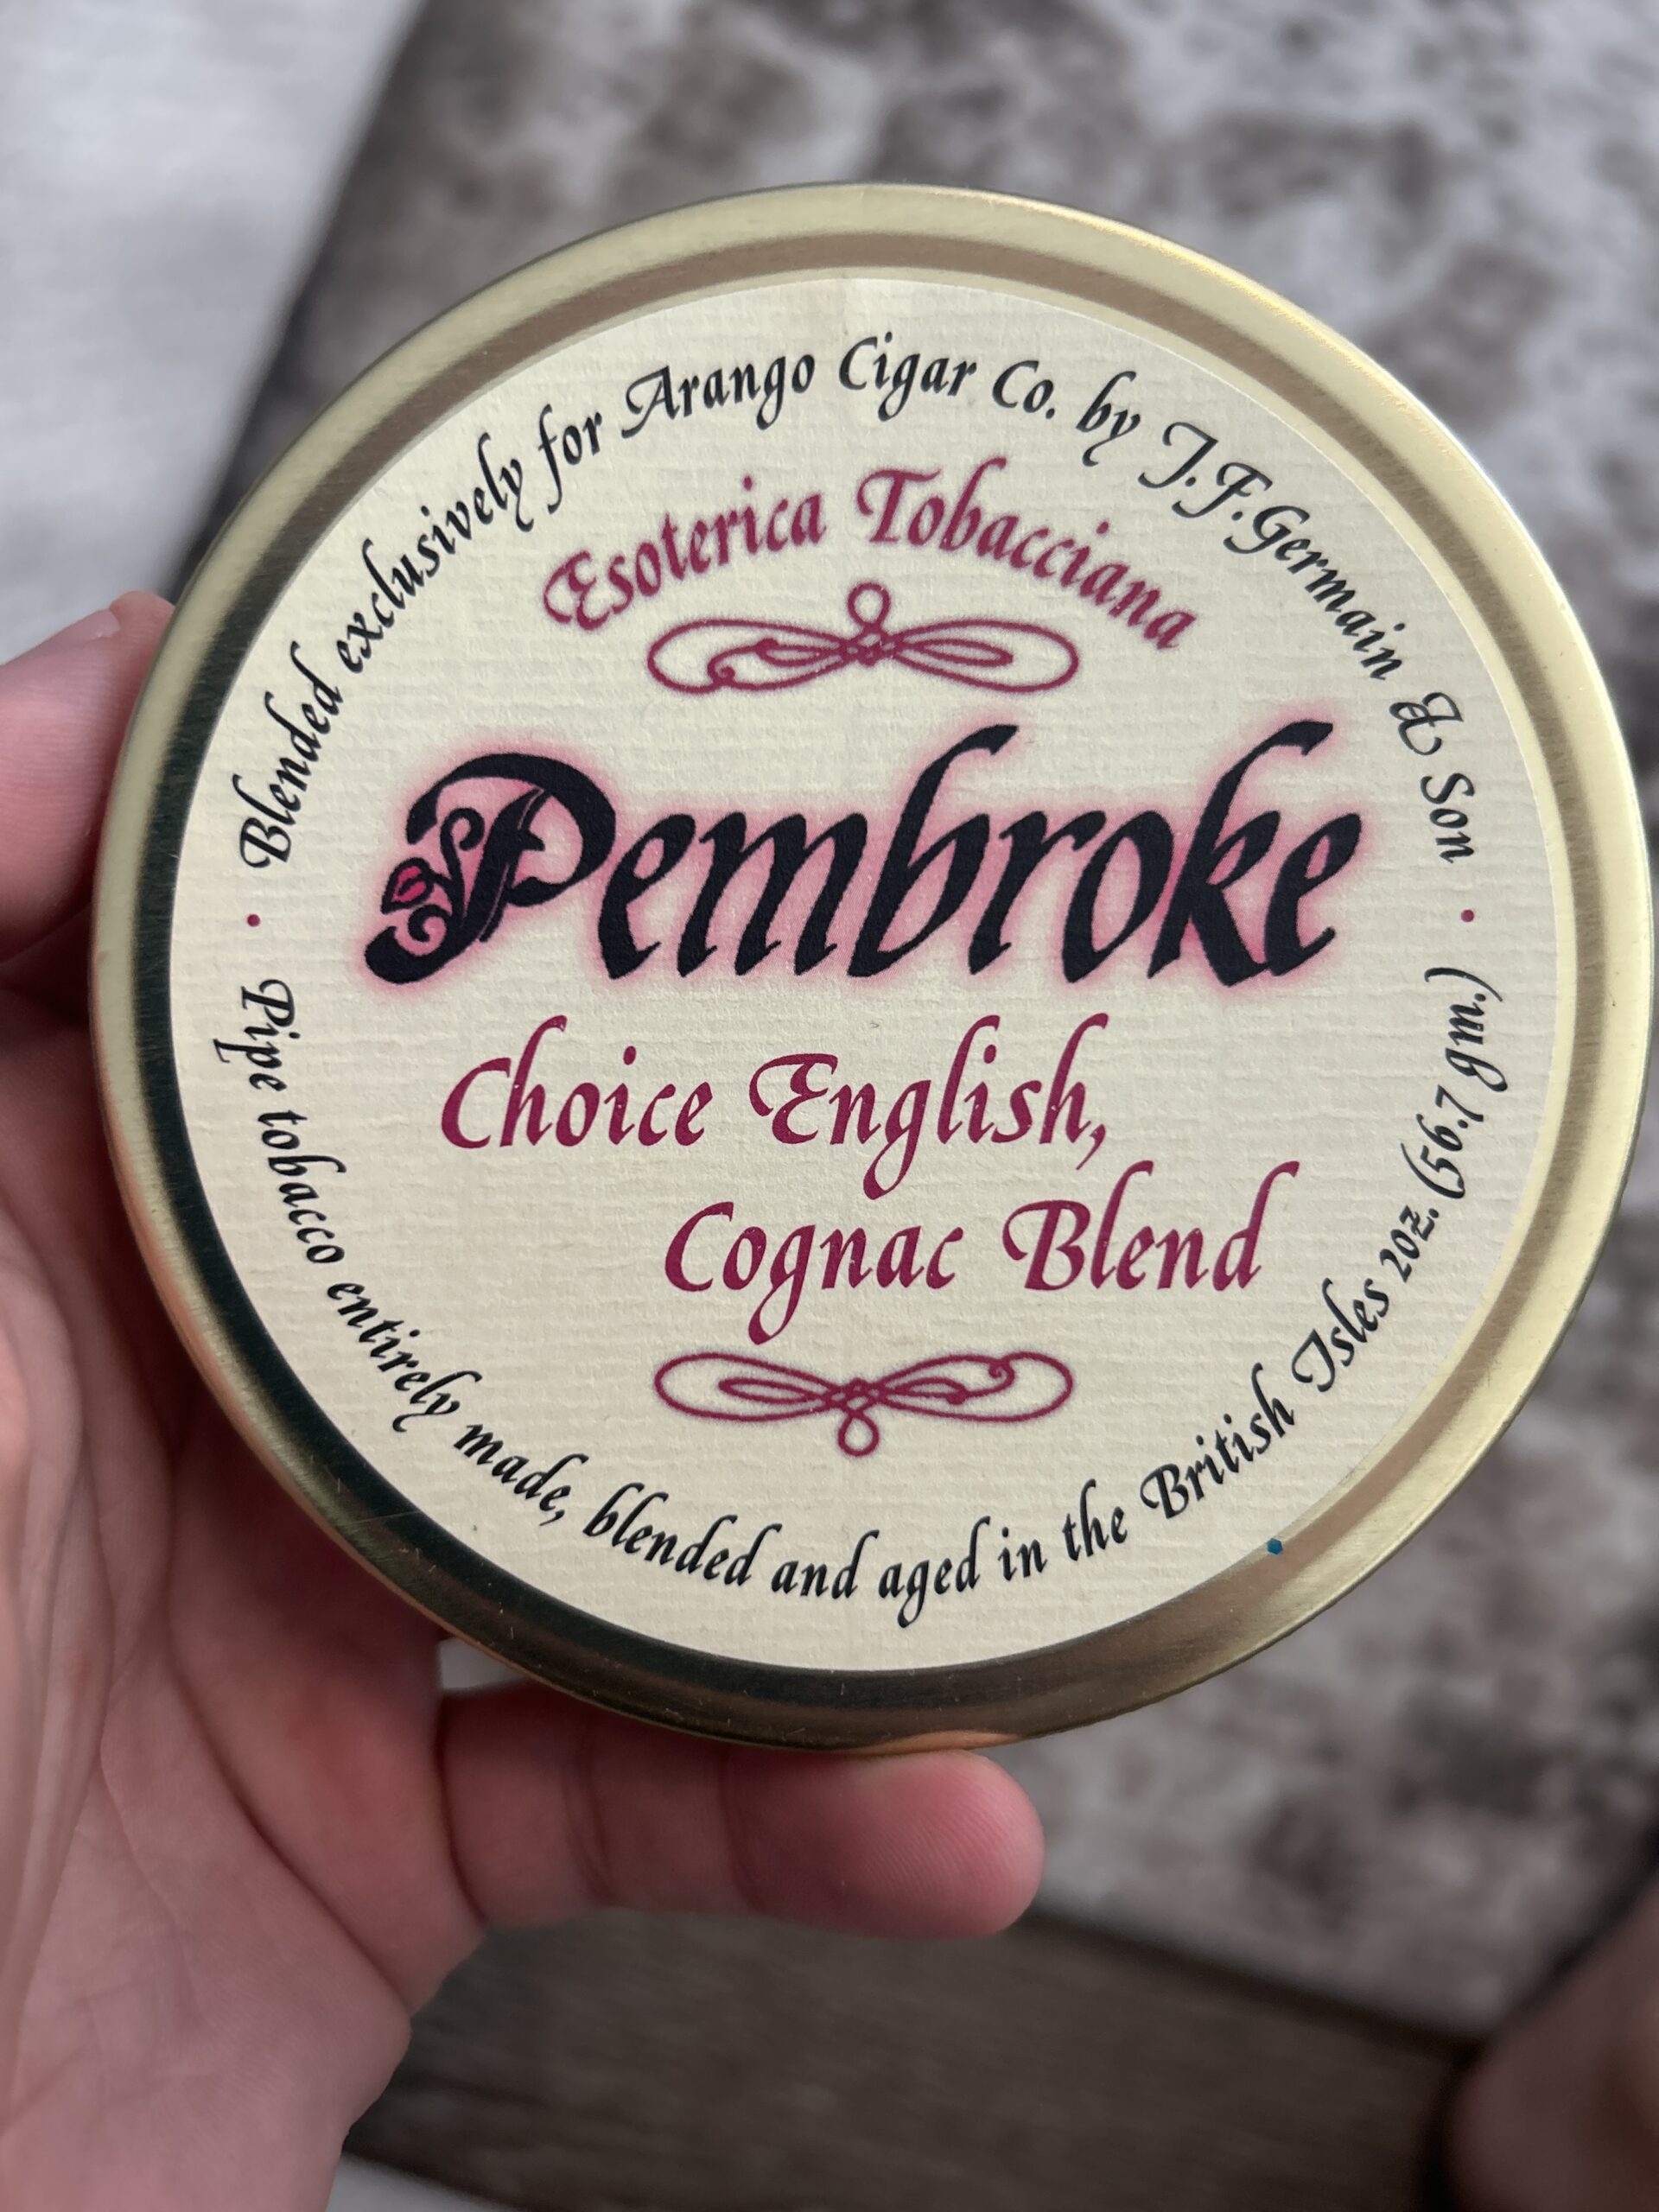 • Blended exclusively for Arango Cigar Co. by J.F.Germain & Son •
Esoterica Tobacciana
Pembroke
Choice English,
Cognac Blend
Pipe tobacco entirely made, blended and aged in the British Isles 2oz. (56.7 gm.)